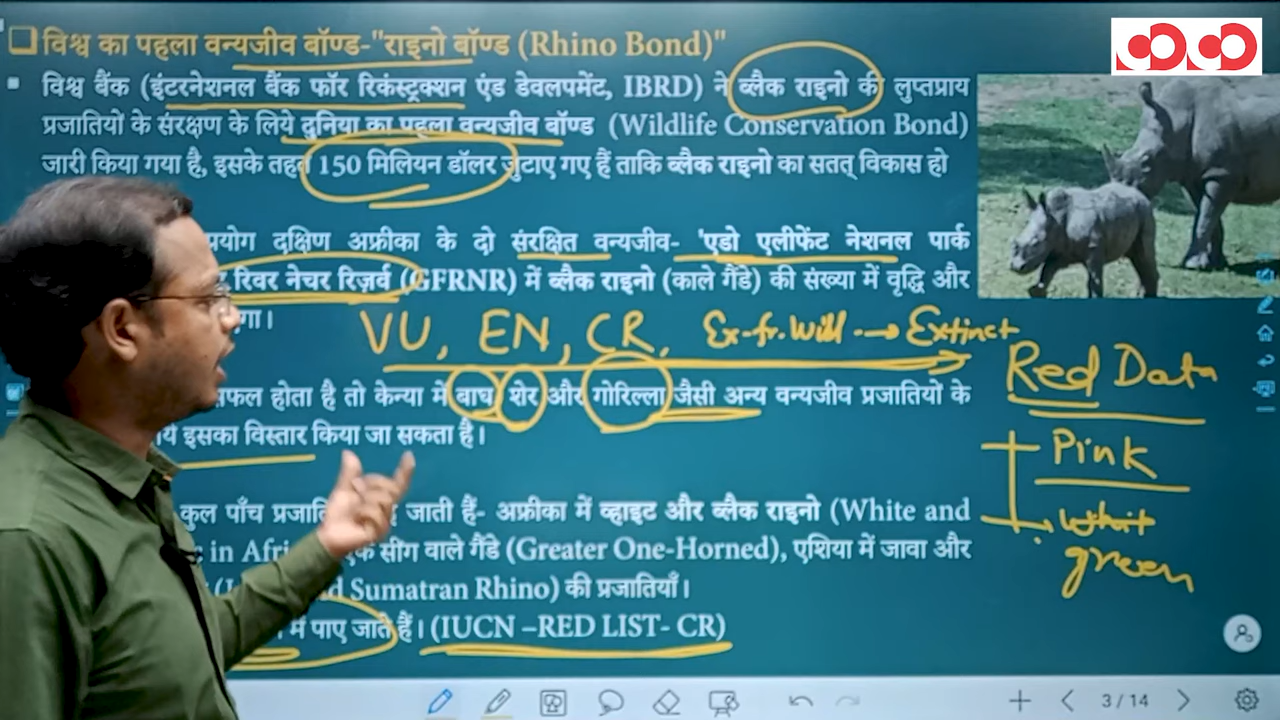 विश्व का पहला वन्यजीव बॉण्ड-"राइनो बॉण्ड (Rhino Bond)"
विश्व बैंक (इंटरनेशनल बैंक फॉर रिकंस्ट्रक्शन एंड डेवलपमेंट, IBRD) ने ब्लैक राइनो की लुप्तप्राय
प्रजातियों के संरक्षण के लिये दुनिया का पहला वन्यजीव बॉण्ड (Wildlife Conservation Bond)
जारी किया गया है, इसके तहत 150 मिलियन डॉलर जुटाए गए हैं ताकि ब्लैक राइनो का सतत् विकास हो
दक्षिण अफ्रीका के दो संरक्षित वन्यजीव- 'एडो एलीफेंट नेशनल पार्क
रिवर नेचर रिज़र्व (GFRNR) में ब्लैक राइनो (काले गैंडे) की संख्या में वृद्धि और
VU, EN, CR, Ex-fr. Wild → Extinct
Red Data
होता है तो केन्या में बाघ शेर और गोरिल्ला जैसी अन्य वन्यजीव प्रजातियों के
इसका विस्तार किया जा सकता है।
Pink
कुल पाँच जाती हैं- अफ्रीका में व्हाइट और ब्लैक राइनो (White and
green
in सींग वाले गैंडे (Greater One-Horned), एशिया में जावा और
Sumatran Rhino) की प्रजातियाँ।
में पाए जाते हैं। (IUCN –RED LIST- CR)
3 / 14